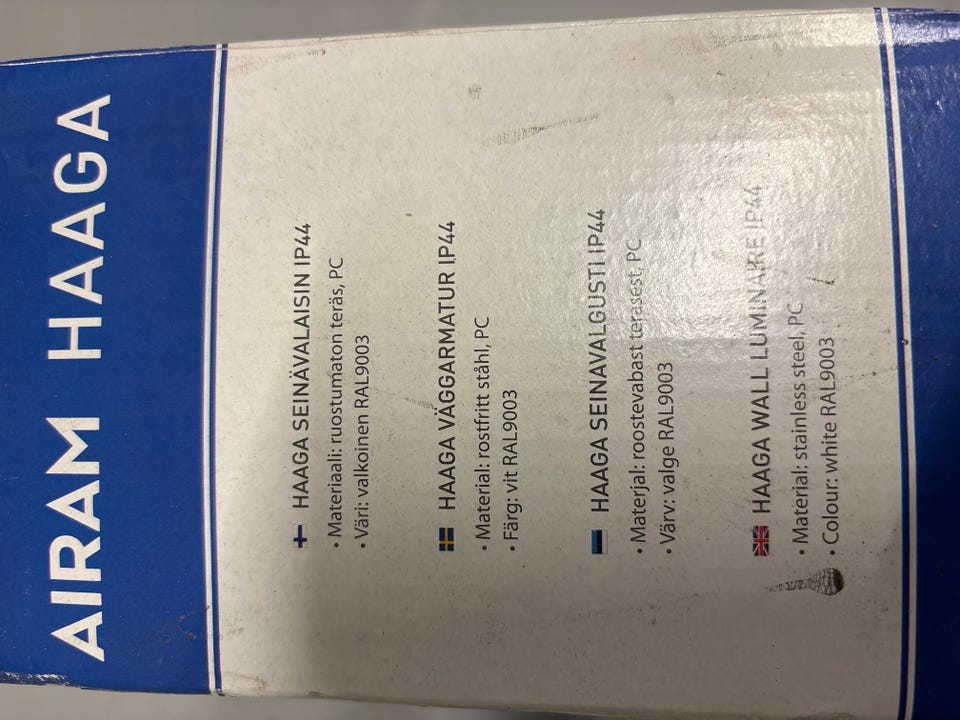 AIRAM HAAGA
HAAGA SEINÄVALAISIN IP44
• Materiaali: ruostumaton teräs, PC
• Väri: valkoinen RAL9003
HAAGA VÄGGARMATUR IP44
• Material: rostfritt ståhl, PC
• Färg: vit RAL9003
HAAGA SEINAVALGUSTI IP44
• Materjal: roostevabast terasest, PC
• Värv: valge RAL9003
HAAGA WALL LUMINAIRE IP44
• Material: stainless steel, PC
• Colour: white RAL9003